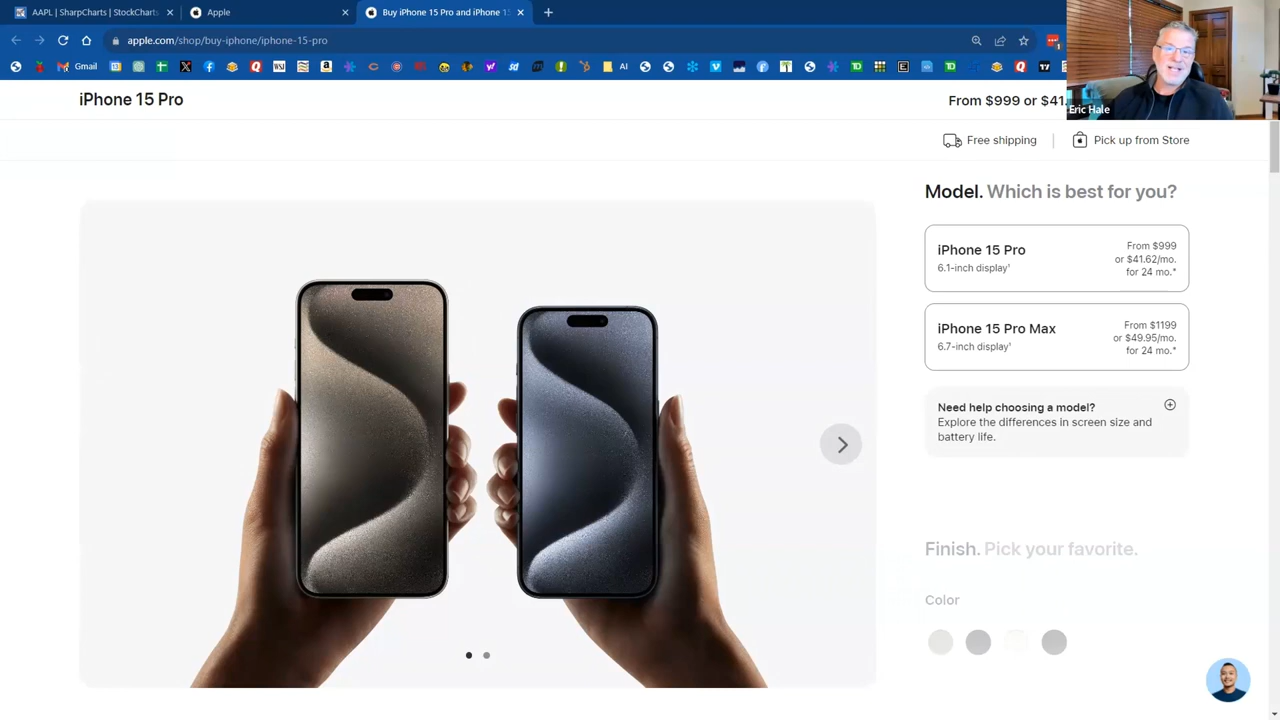 AAPL | SharpCharts | StockCharts
Apple
Buy iPhone 15 Pro and iPhone 15
apple.com/shop/buy-iphone/iphone-15-pro
Gmail
AI
Eric Hale
iPhone 15 Pro
From $999 or $41.
Free shipping
Pick up from Store
Model. Which is best for you?
iPhone 15 Pro
6.1-inch display¹
From $999
or $41.62/mo.
for 24 mo.*
iPhone 15 Pro Max
6.7-inch display¹
From $1199
or $49.95/mo.
for 24 mo.*
Need help choosing a model?
Explore the differences in screen size and
battery life.
Finish. Pick your favorite.
Color